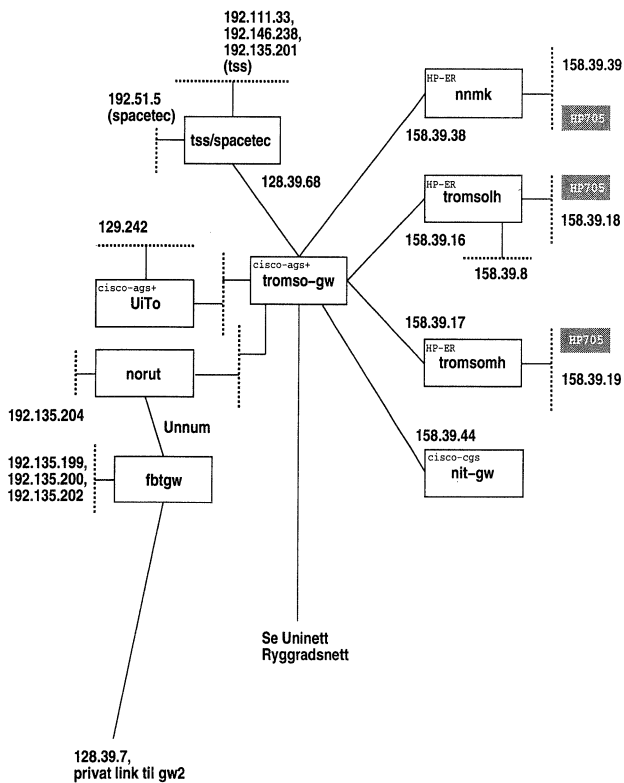 192.111.33,
192.146.238,
192.135.201
(tss)
192.51.5
(spacetec)
tss/spacetec
128.39.68
HP-ER
nnmk
158.39.39
HP705
158.39.38
129.242
cisco-ags+
UiTo
cisco-ags+
tromso-gw
HP-ER
tromsolh
HP705
158.39.18
158.39.16
158.39.8
158.39.17
HP-ER
tromsomh
HP705
158.39.19
norut
192.135.204
Unnum
192.135.199,
192.135.200,
192.135.202
fbtgw
158.39.44
cisco-cgs
nit-gw
Se Uninett
Ryggradsnett
128.39.7,
privat link til gw2